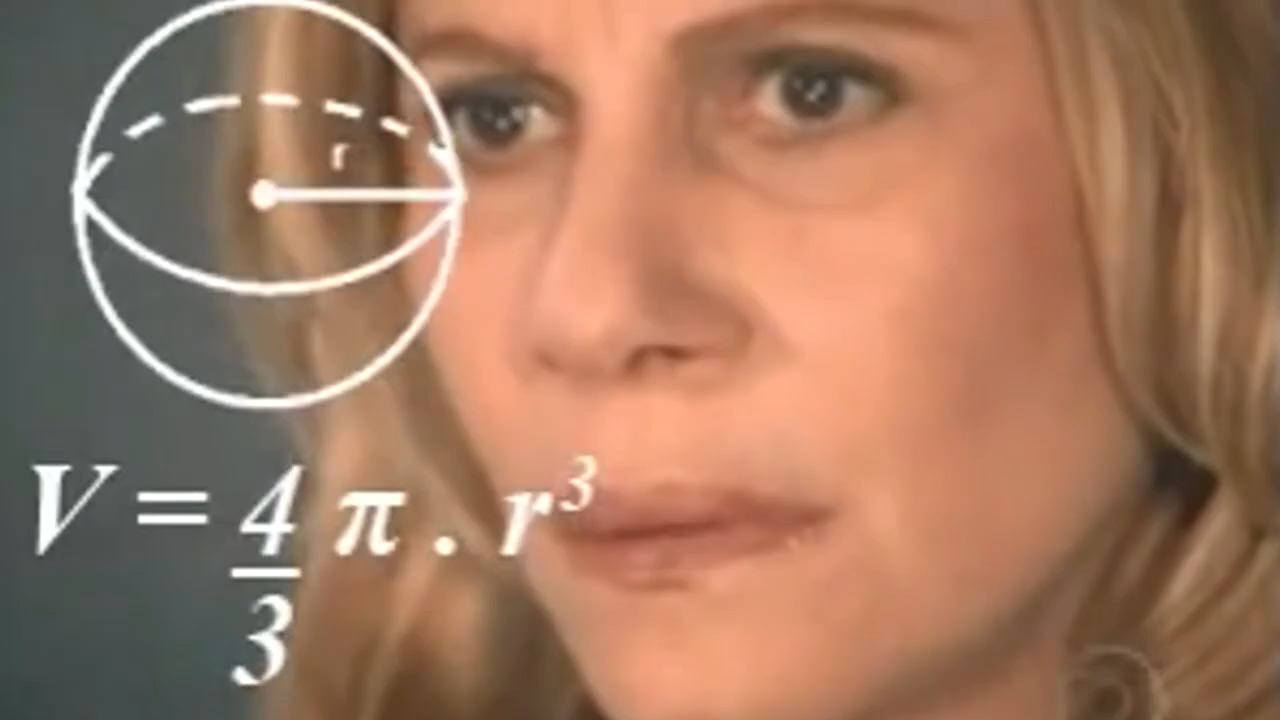 r
V = 4/3 π . r³